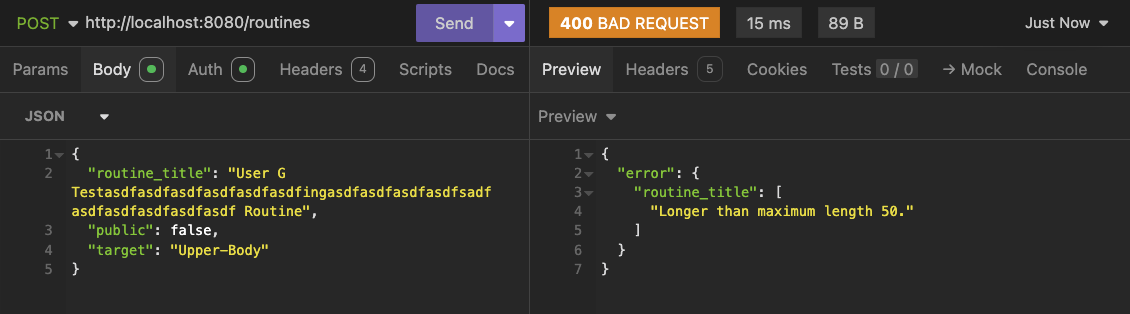 POST http://localhost:8080/routines Send
400 BAD REQUEST 15 ms 89 B Just Now
Params Body Auth Headers 4 Scripts Docs
Preview Headers 5 Cookies Tests 0 / 0 → Mock Console
JSON
Preview
1 {
2 "routine_title": "User G
Testasdfasdfasdfasdfasdfasdfingasdfasdfasdfasdfsadf
asdfasdfasdfasdfasdf Routine",
3 "public": false,
4 "target": "Upper-Body"
5 }
1 {
2 "error": {
3 "routine_title": [
4 "Longer than maximum length 50."
5 ]
6 }
7 }